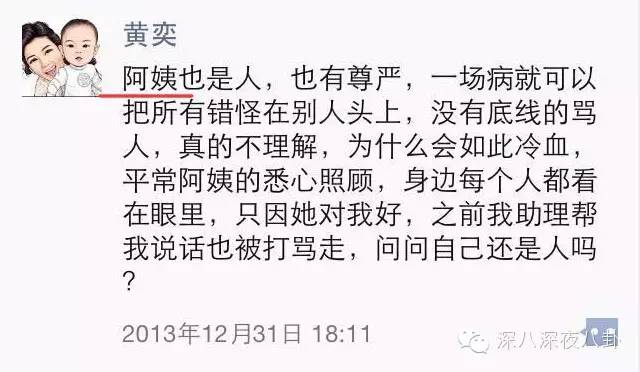 黄奕
阿姨也是人，也有尊严，一场病就可以
把所有错怪在别人头上，没有底线的骂
人，真的不理解，为什么会如此冷血，
平常阿姨的悉心照顾，身边每个人都看
在眼里，只因她对我好，之前我助理帮
我说话也被打骂走，问问自己还是人吗
？
2013年12月31日 18:11
深八深夜八卦